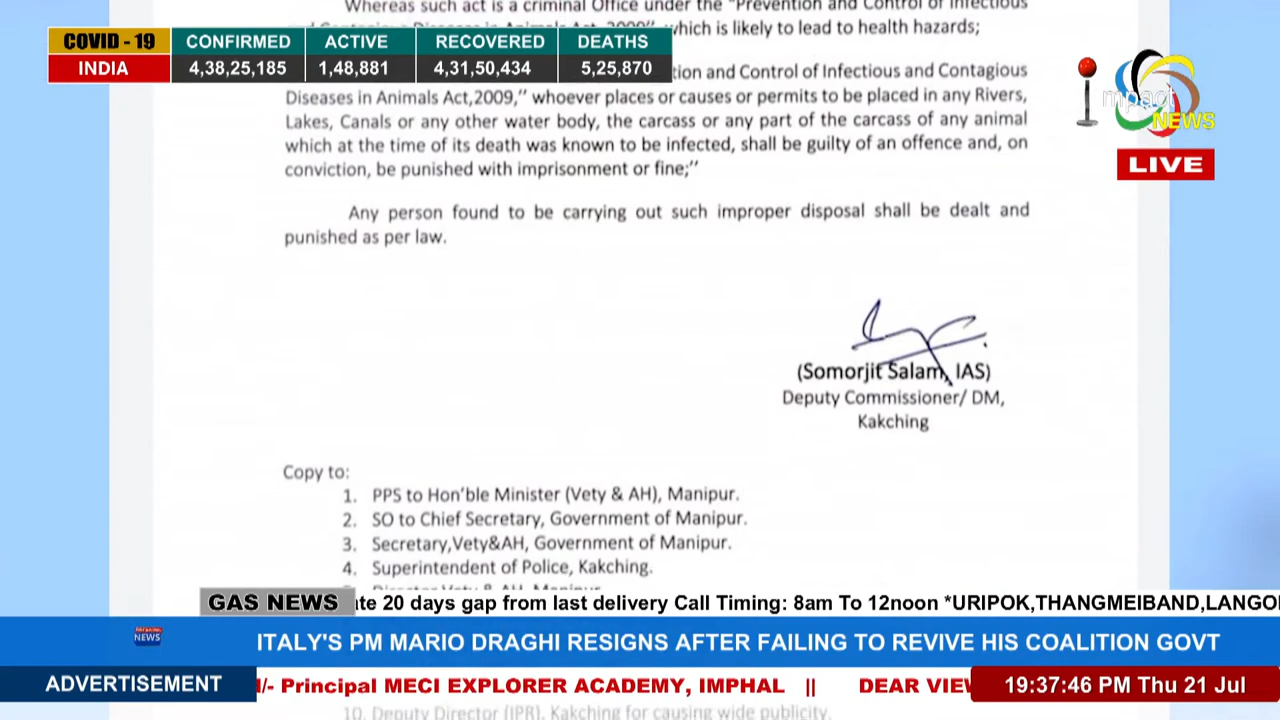 Whereas such act is a criminal Office under the "Prevention and Control of Infectious
which is likely to lead to health hazards;
COVID - 19 CONFIRMED ACTIVE RECOVERED DEATHS
INDIA 4,38,25,185 1,48,881 4,31,50,434 5,25,870
tion and Control of Infectious and Contagious
Diseases in Animals Act,2009," whoever places or causes or permits to be placed in any Rivers,
Lakes, Canals or any other water body, the carcass or any part of the carcass of any animal
which at the time of its death was known to be infected, shall be guilty of an offence and, on
conviction, be punished with imprisonment or fine;"
impact
NEWS
LIVE
Any person found to be carrying out such improper disposal shall be dealt and
punished as per law.
(Somorjit Salam, IAS)
Deputy Commissioner/ DM,
Kakching
Copy to:
1. PPS to Hon'ble Minister (Vety & AH), Manipur.
2. SO to Chief Secretary, Government of Manipur.
3. Secretary,Vety&AH, Government of Manipur.
4. Superintendent of Police, Kakching.
GAS NEWS te 20 days gap from last delivery Call Timing: 8am To 12noon *URIPOK,THANGMEIBAND,LANGO
NEWS ITALY'S PM MARIO DRAGHI RESIGNS AFTER FAILING TO REVIVE HIS COALITION GOVT
ADVERTISEMENT /- Principal MECI EXPLORER ACADEMY, IMPHAL || DEAR VIEW 19:37:46 PM Thu 21 Jul
10. Deputy Director (IPR), Kakching for causing wide publicity.